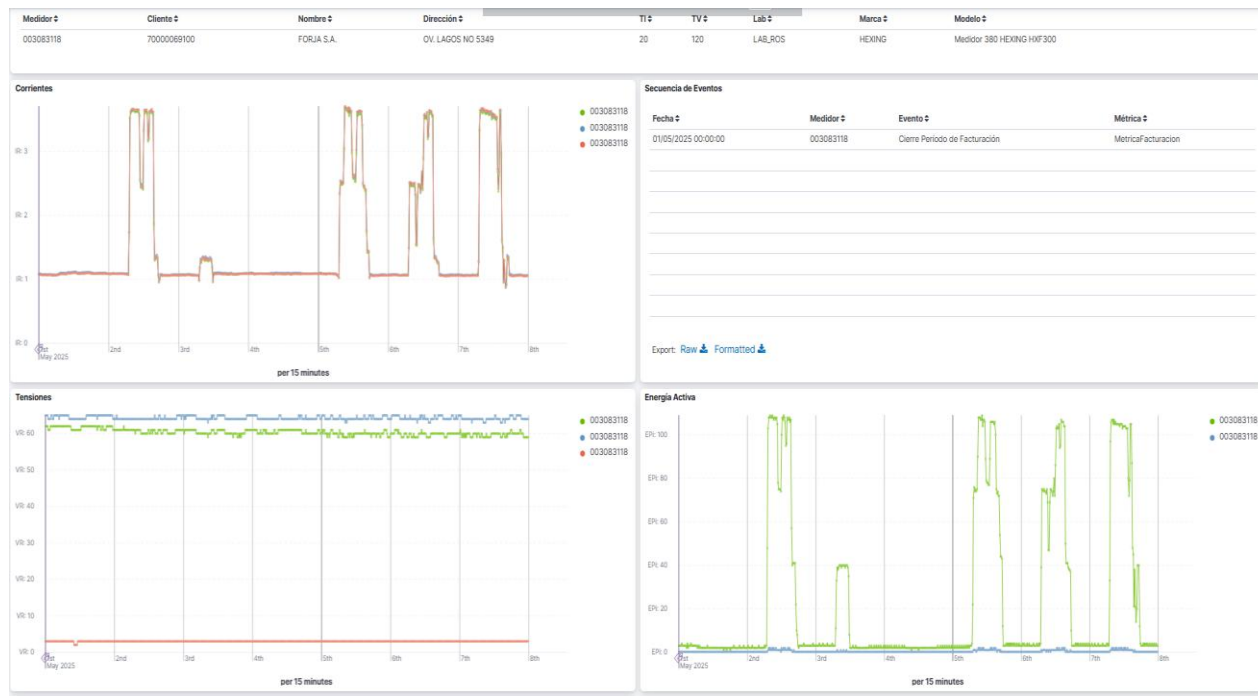 Medidor Cliente Nombre Dirección TI TV Lab Marca Modelo
003083118 70000069100 FORJA S.A. OV. LAGOS NO 5349 20 120 LAB_ROS HEXING Medidor 380 HEXING HXF300
Corrientes
003083118
003083118
003083118
IR: 3
IR: 2
IR: 1
IR: 0
1st 2nd 3rd 4th 5th 6th 7th 8th
May 2025
per 15 minutes
Secuencia de Eventos
Fecha Medidor Evento Métrica
01/05/2025 00:00:00 003083118 Cierre Periodo de Facturación MetricaFacturacion
Export: Raw Formatted
Tensiones
003083118
003083118
003083118
VR: 60
VR: 50
VR: 40
VR: 30
VR: 20
VR: 10
VR: 0
1st 2nd 3rd 4th 5th 6th 7th 8th
May 2025
per 15 minutes
Energía Activa
003083118
003083118
EPI: 100
EPI: 80
EPI: 60
EPI: 40
EPI: 20
EPI: 0
1st 2nd 3rd 4th 5th 6th 7th 8th
May 2025
per 15 minutes